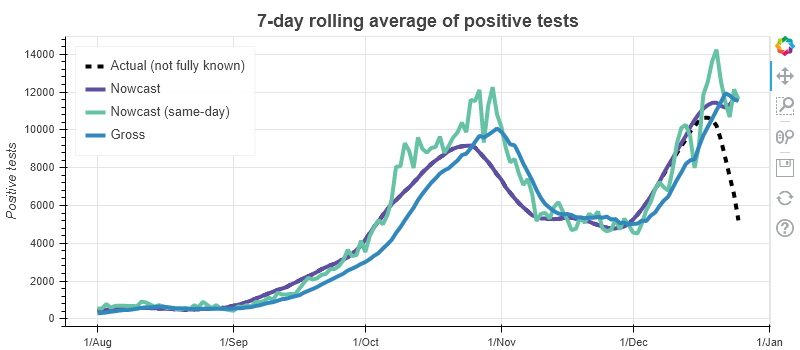 7-day rolling average of positive tests
Actual (not fully known)
Nowcast
Nowcast (same-day)
Gross
Positive tests
14000
12000
10000
8000
6000
4000
2000
0
1/Aug
1/Sep
1/Oct
1/Nov
1/Dec
1/Jan